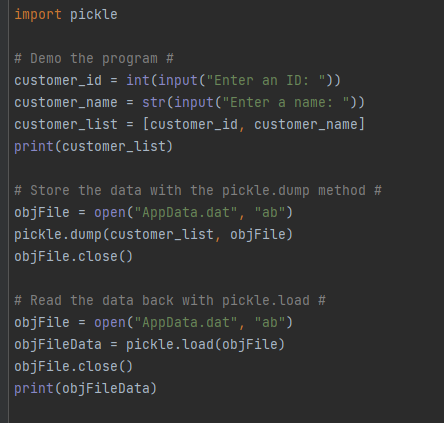 import pickle
# Demo the program #
customer_id = int(input("Enter an ID: "))
customer_name = str(input("Enter a name: "))
customer_list = [customer_id, customer_name]
print(customer_list)
# Store the data with the pickle.dump method #
objFile = open("AppData.dat", "ab")
pickle.dump(customer_list, objFile)
objFile.close()
# Read the data back with pickle.load #
objFile = open("AppData.dat", "ab")
objFileData = pickle.load(objFile)
objFile.close()
print(objFileData)